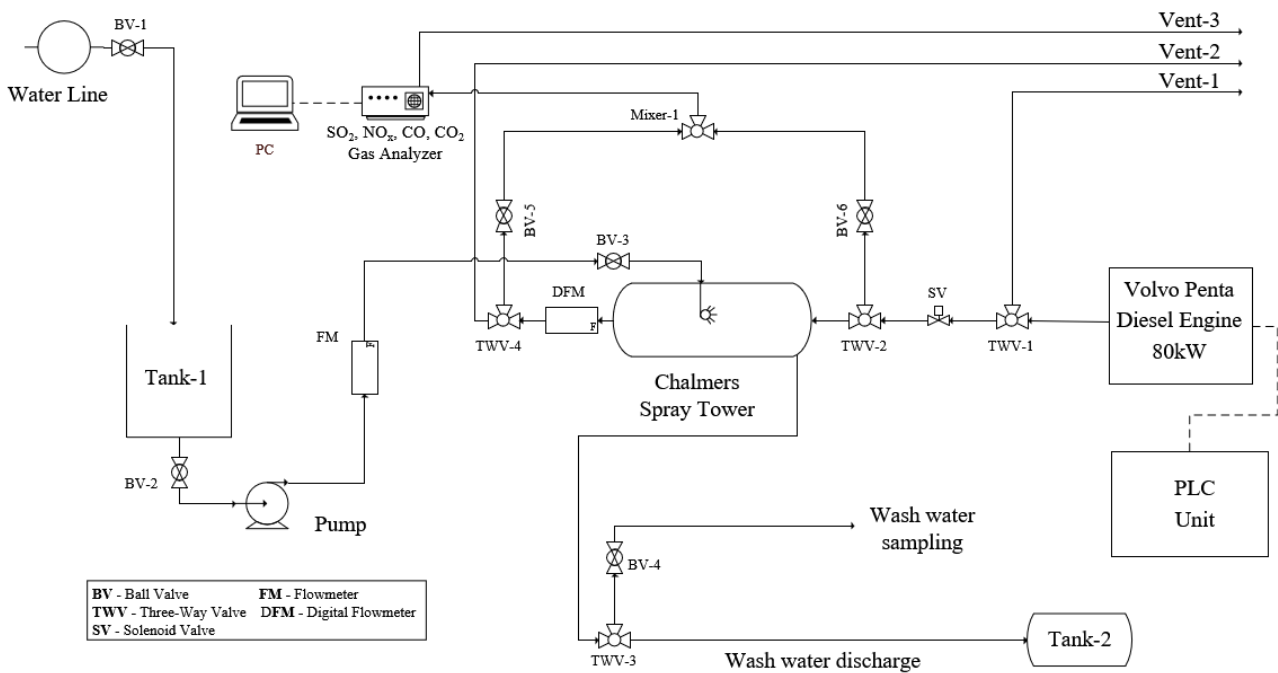 Vent-3
BV-1
Vent-2
Vent-1
Water Line
Mixer-1
SO₂, NOₓ, CO, CO₂
Gas Analyzer
PC
BV-5
BV-6
BV-3
DFM
F
SV
Volvo Penta
Diesel Engine
80kW
FM
F
TWV-4
TWV-2
TWV-1
Tank-1
Chalmers
Spray Tower
BV-2
PLC
Unit
Pump
Wash water
sampling
BV-4
BV - Ball Valve FM - Flowmeter
TWV - Three-Way Valve DFM - Digital Flowmeter
SV - Solenoid Valve
Tank-2
TWV-3
Wash water discharge